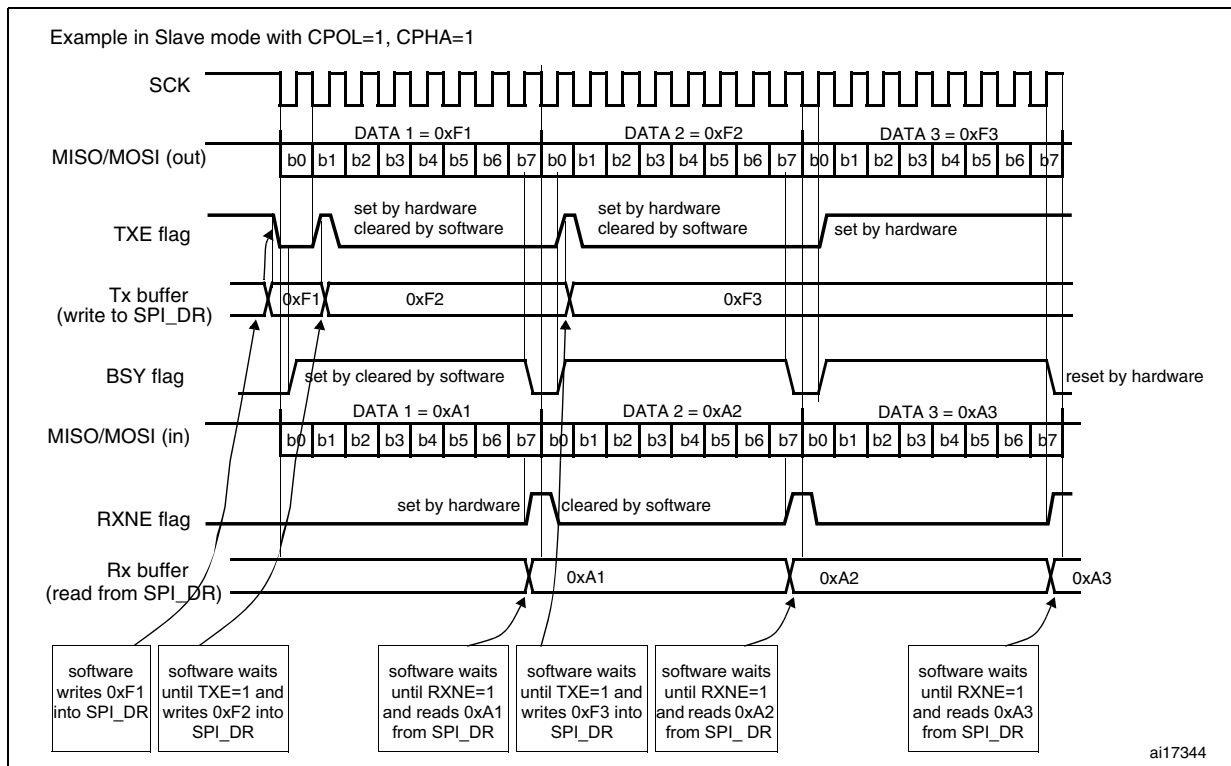 Example in Slave mode with CPOL=1, CPHA=1
SCK
DATA 1 = 0xF1 DATA 2 = 0xF2 DATA 3 = 0xF3
MISO/MOSI (out)
b0 b1 b2 b3 b4 b5 b6 b7 b0 b1 b2 b3 b4 b5 b6 b7 b0 b1 b2 b3 b4 b5 b6 b7
TXE flag
set by hardware
cleared by software
set by hardware
cleared by software
set by hardware
Tx buffer
(write to SPI_DR)
0xF1 0xF2 0xF3
BSY flag
set by cleared by software
reset by hardware
DATA 1 = 0xA1 DATA 2 = 0xA2 DATA 3 = 0xA3
MISO/MOSI (in)
b0 b1 b2 b3 b4 b5 b6 b7 b0 b1 b2 b3 b4 b5 b6 b7 b0 b1 b2 b3 b4 b5 b6 b7
RXNE flag
set by hardware
cleared by software
Rx buffer
(read from SPI_DR)
0xA1 0xA2 0xA3
software
writes 0xF1
into SPI_DR
software waits
until TXE=1 and
writes 0xF2 into
SPI_DR
software waits
until RXNE=1
and reads 0xA1
from SPI_DR
software waits
until TXE=1 and
writes 0xF3 into
SPI_DR
software waits
until RXNE=1
and reads 0xA2
from SPI_ DR
software waits
until RXNE=1
and reads 0xA3
from SPI_DR
ai17344